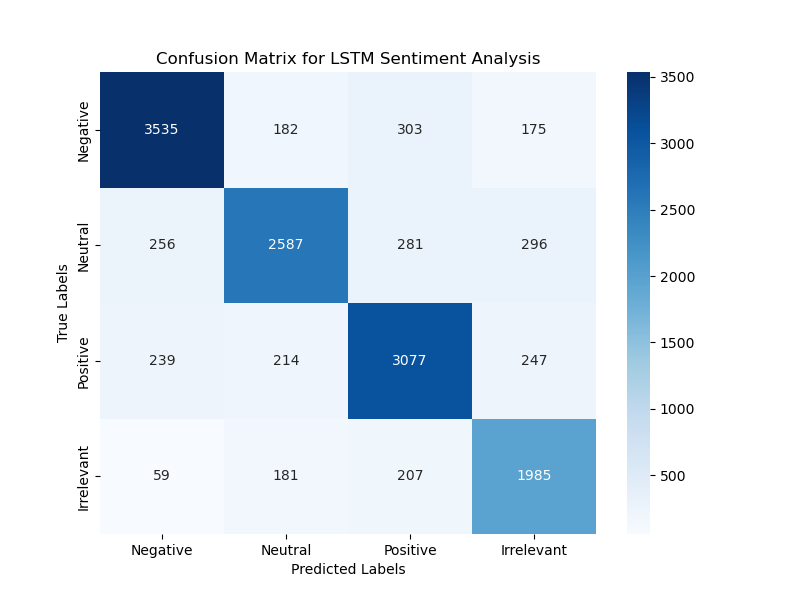 Confusion Matrix for LSTM Sentiment Analysis
True Labels
Negative
3535 182 303 175
Neutral
256 2587 281 296
Positive
239 214 3077 247
Irrelevant
59 181 207 1985
Negative Neutral Positive Irrelevant
Predicted Labels
3500
3000
2500
2000
1500
1000
500